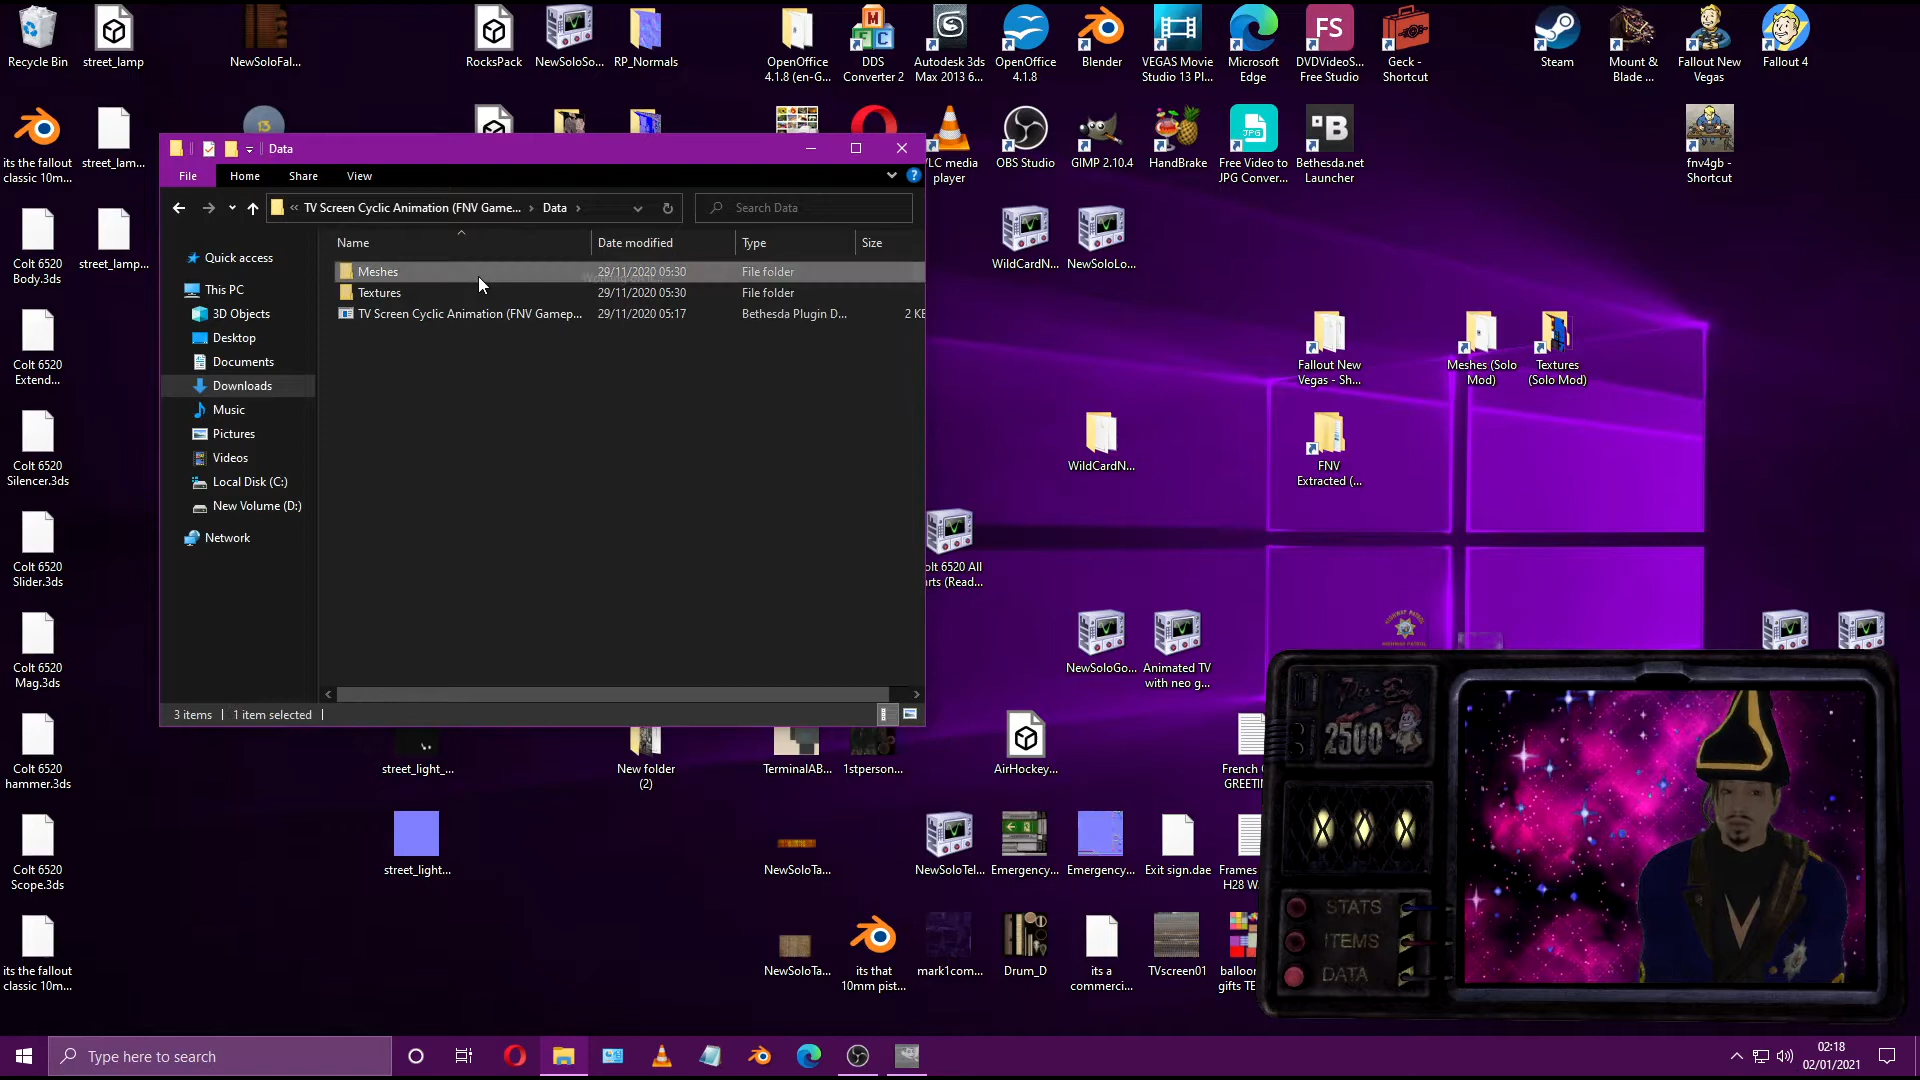 Recycle Bin
street_lamp
NewSoloFal...
RocksPack
NewSoloSo...
RP_Normals
OpenOffice
4.1.8 (en-G...
DDS
Converter 2
Autodesk 3ds
Max 2013 6...
OpenOffice
4.1.8
Blender
VEGAS Movie
Studio 13 Pl...
Microsoft
Edge
FS
DVDVideoS...
Free Studio
Geck -
Shortcut
Steam
Mount &
Blade ...
Fallout New
Vegas
Fallout 4
its the fallout
classic 10m...
street_lam...
13
VLC media
player
OBS Studio
GIMP 2.10.4
HandBrake
JPG
Free Video to
JPG Conver...
B
Bethesda.net
Launcher
fnv4gb -
Shortcut
Data
File
Home
Share
View
?
« TV Screen Cyclic Animation (FNV Game... › Data ›
Search Data
Name
Date modified
Type
Size
Meshes
29/11/2020 05:30
File folder
Textures
29/11/2020 05:30
File folder
TV Screen Cyclic Animation (FNV Gamep...
29/11/2020 05:17
Bethesda Plugin D...
2 KB
Quick access
This PC
3D Objects
Desktop
Documents
Downloads
Music
Pictures
Videos
Local Disk (C:)
New Volume (D:)
Network
3 items
1 item selected
Colt 6520
Body.3ds
street_lamp...
WildCardN...
NewSoloLo...
Colt 6520
Exten...
Fallout New
Vegas - Sh...
Meshes (Solo
Mod)
Textures
(Solo Mod)
Colt 6520
Silencer.3ds
WildCardN...
FNV
Extracted (...
Colt 6520
Slider.3ds
olt 6520 All
arts (Read...
Colt 6520
Mag.3ds
NewSoloGo...
Animated TV
with neo g...
HIGHWAY PATROL
Colt 6520
hammer.3ds
street_light_...
New folder
(2)
TerminalAB...
1stperson...
AirHockey...
French
GREETIN
2500
Colt 6520
Scope.3ds
street_light...
NewSoloTa...
NewSoloTel...
Emergency...
Emergency...
Exit sign.dae
Frames
H28 W
STATS
ITEMS
DATA
its the fallout
classic 10m...
NewSoloTa...
its that
10mm pist...
mark1com...
Drum_D
its a
commerci...
TVscreen01
balloo
gifts TE
Type here to search
02:18
02/01/2021